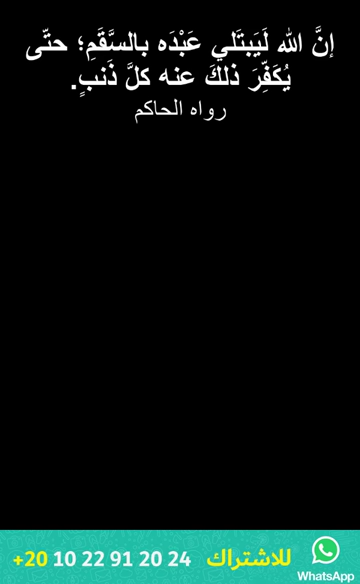 إنَّ الله لَيَبتَلي عَبْدَه بالسَّقَمِ؛ حتّى
يُكَفِّرَ ذلكَ عنه كلَّ ذَنبٍ.
رواه الحاكم
للاشتراك +20 10 22 91 20 24
WhatsApp